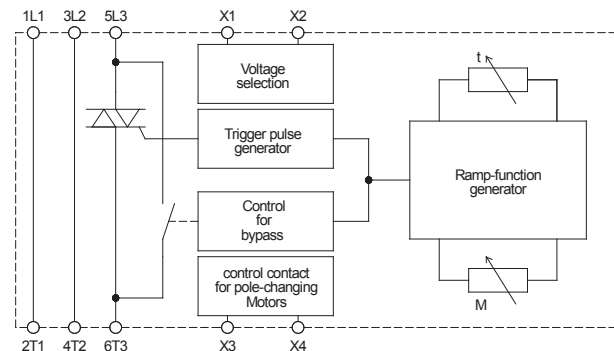 1L1 3L2 5L3 X1 X2
Voltage
selection
t
Trigger pulse
generator
Ramp-function
generator
Control
for
bypass
control contact
for pole-changing
Motors
M
2T1 4T2 6T3 X3 X4